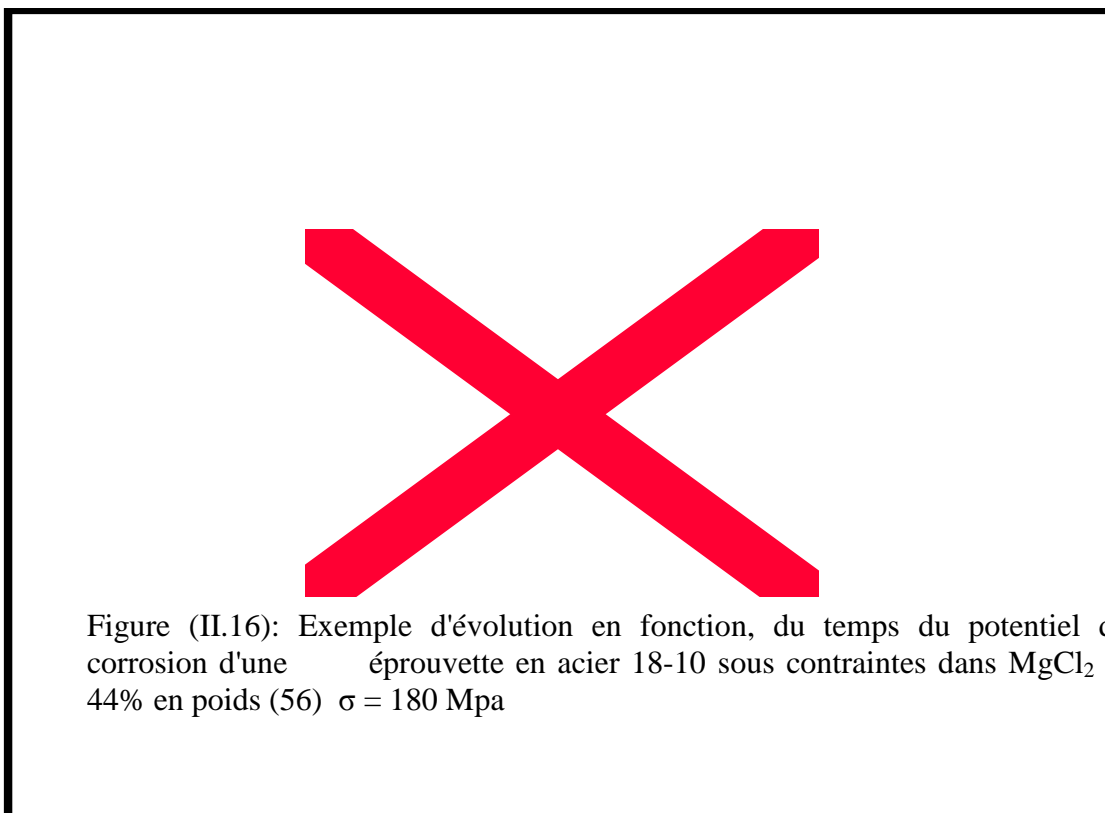 Figure (II.16): Exemple d'évolution en fonction, du temps du potentiel
corrosion d'une éprouvette en acier 18-10 sous contraintes dans MgCl₂
44% en poids (56) σ = 180 Mpa